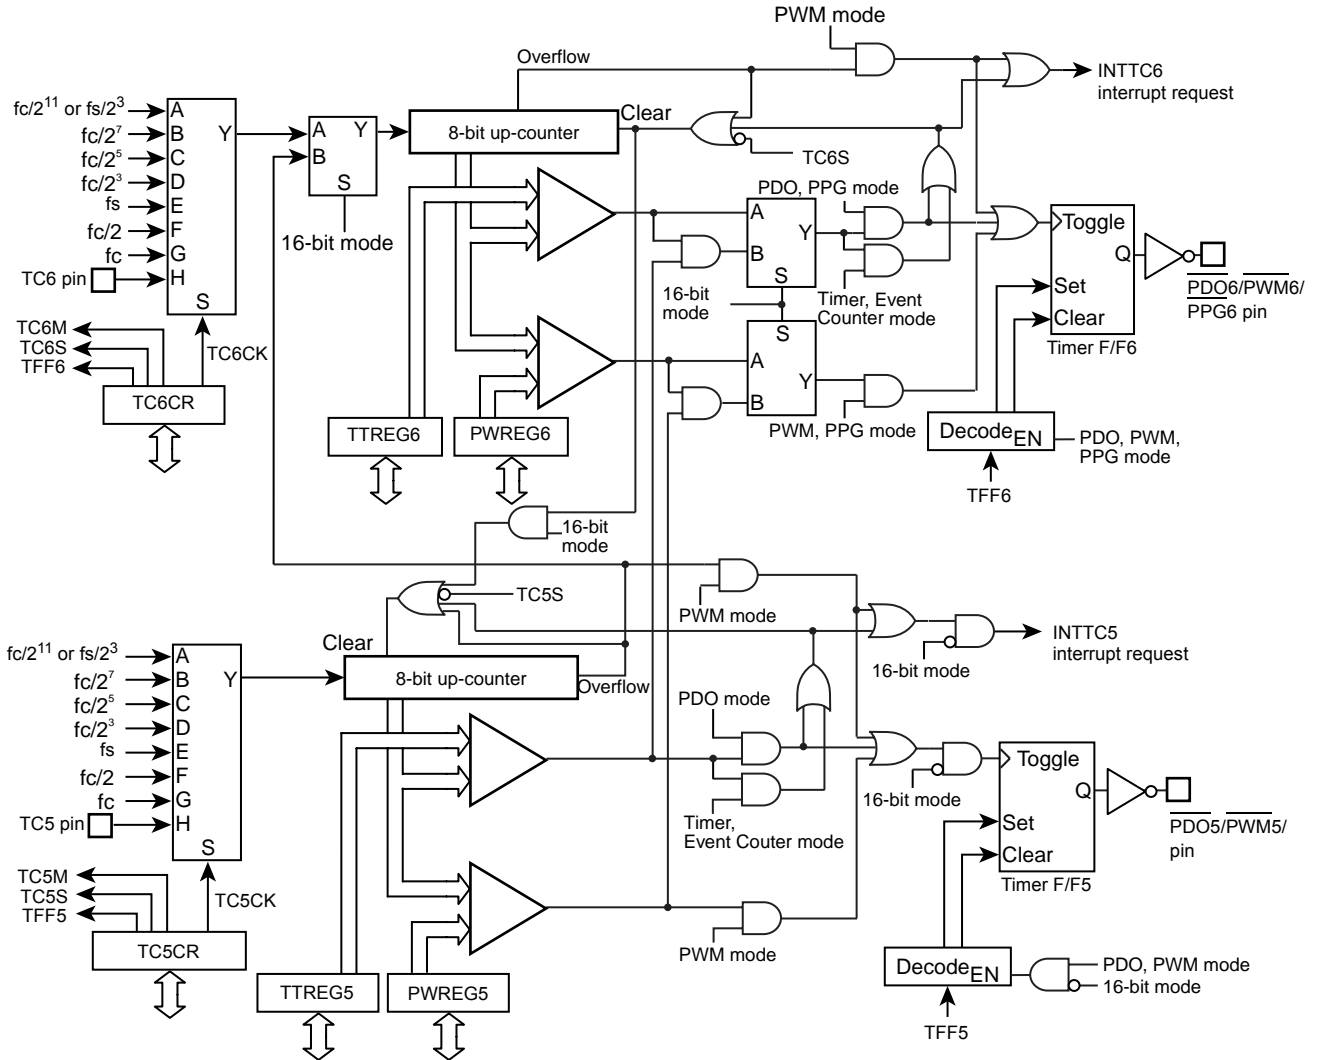 PWM mode
Overflow
INTTC6
interrupt request
fc/2¹¹ or fs/2³
fc/2⁷
fc/2⁵
fc/2³
fs
fc/2
fc
TC6 pin
A
B
C
D
E
F
G
H
Y
S
A
B
Y
S
16-bit mode
8-bit up-counter
Clear
TC6S
PDO, PPG mode
A
B
Y
S
16-bit
mode
Timer, Event
Counter mode
S
A
B
Y
PWM, PPG mode
Toggle
Q
Set
Clear
Timer F/F6
PDO6/PWM6/
PPG6 pin
TC6M
TC6S
TFF6
TC6CK
TC6CR
TTREG6
PWREG6
Decode EN
PDO, PWM,
PPG mode
TFF6
16-bit
mode
TC5S
PWM mode
INTTC5
interrupt request
16-bit mode
fc/2¹¹ or fs/2³
fc/2⁷
fc/2⁵
fc/2³
fs
fc/2
fc
TC5 pin
A
B
C
D
E
F
G
H
Y
S
Clear
8-bit up-counter
Overflow
PDO mode
Timer,
Event Couter mode
16-bit mode
Toggle
Q
Set
Clear
Timer F/F5
PDO5/PWM5/
pin
TC5M
TC5S
TFF5
TC5CK
TC5CR
TTREG5
PWREG5
PWM mode
Decode EN
PDO, PWM mode
16-bit mode
TFF5